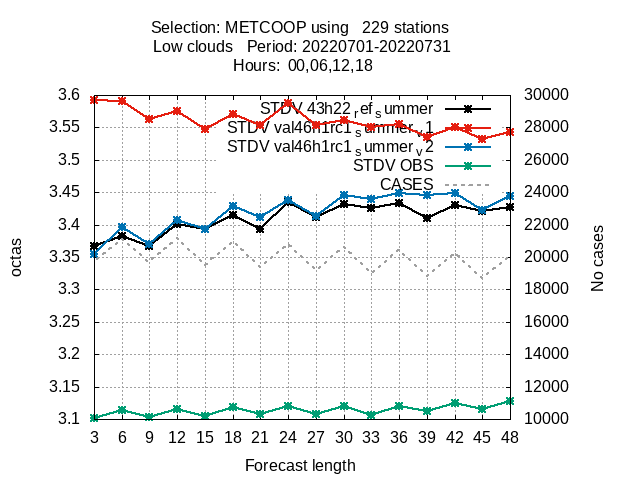 Selection: METCOOP using   229 stations
Low clouds   Period: 20220701-20220731
Hours:  00,06,12,18
STDV 43h22ref_summer
STDV val46h1rc1summerv1
STDV val46h1rc1summerv2
STDV OBS
CASES
3.6
3.55
3.5
3.45
3.4
3.35
3.3
3.25
3.2
3.15
3.1
30000
28000
26000
24000
22000
20000
18000
16000
14000
12000
10000
octas
No cases
3 6 9 12 15 18 21 24 27 30 33 36 39 42 45 48
Forecast length